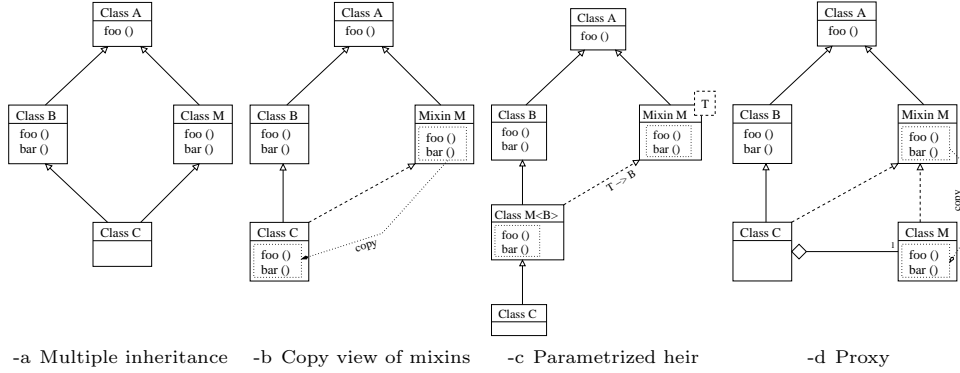 Class A
foo ()
Class B
foo ()
bar ()
Class M
foo ()
bar ()
Class C
-a Multiple inheritance
Class A
foo ()
Class B
foo ()
bar ()
Mixin M
foo ()
bar ()
Class C
foo ()
bar ()
copy
-b Copy view of mixins
Class A
foo ()
Class B
foo ()
bar ()
Mixin M
T
foo ()
bar ()
T -> B
Class M<B>
foo ()
bar ()
Class C
-c Parametrized heir
Class A
foo ()
Class B
foo ()
bar ()
Mixin M
foo ()
bar ()
copy
Class C
1
Class M
foo ()
bar ()
-d Proxy